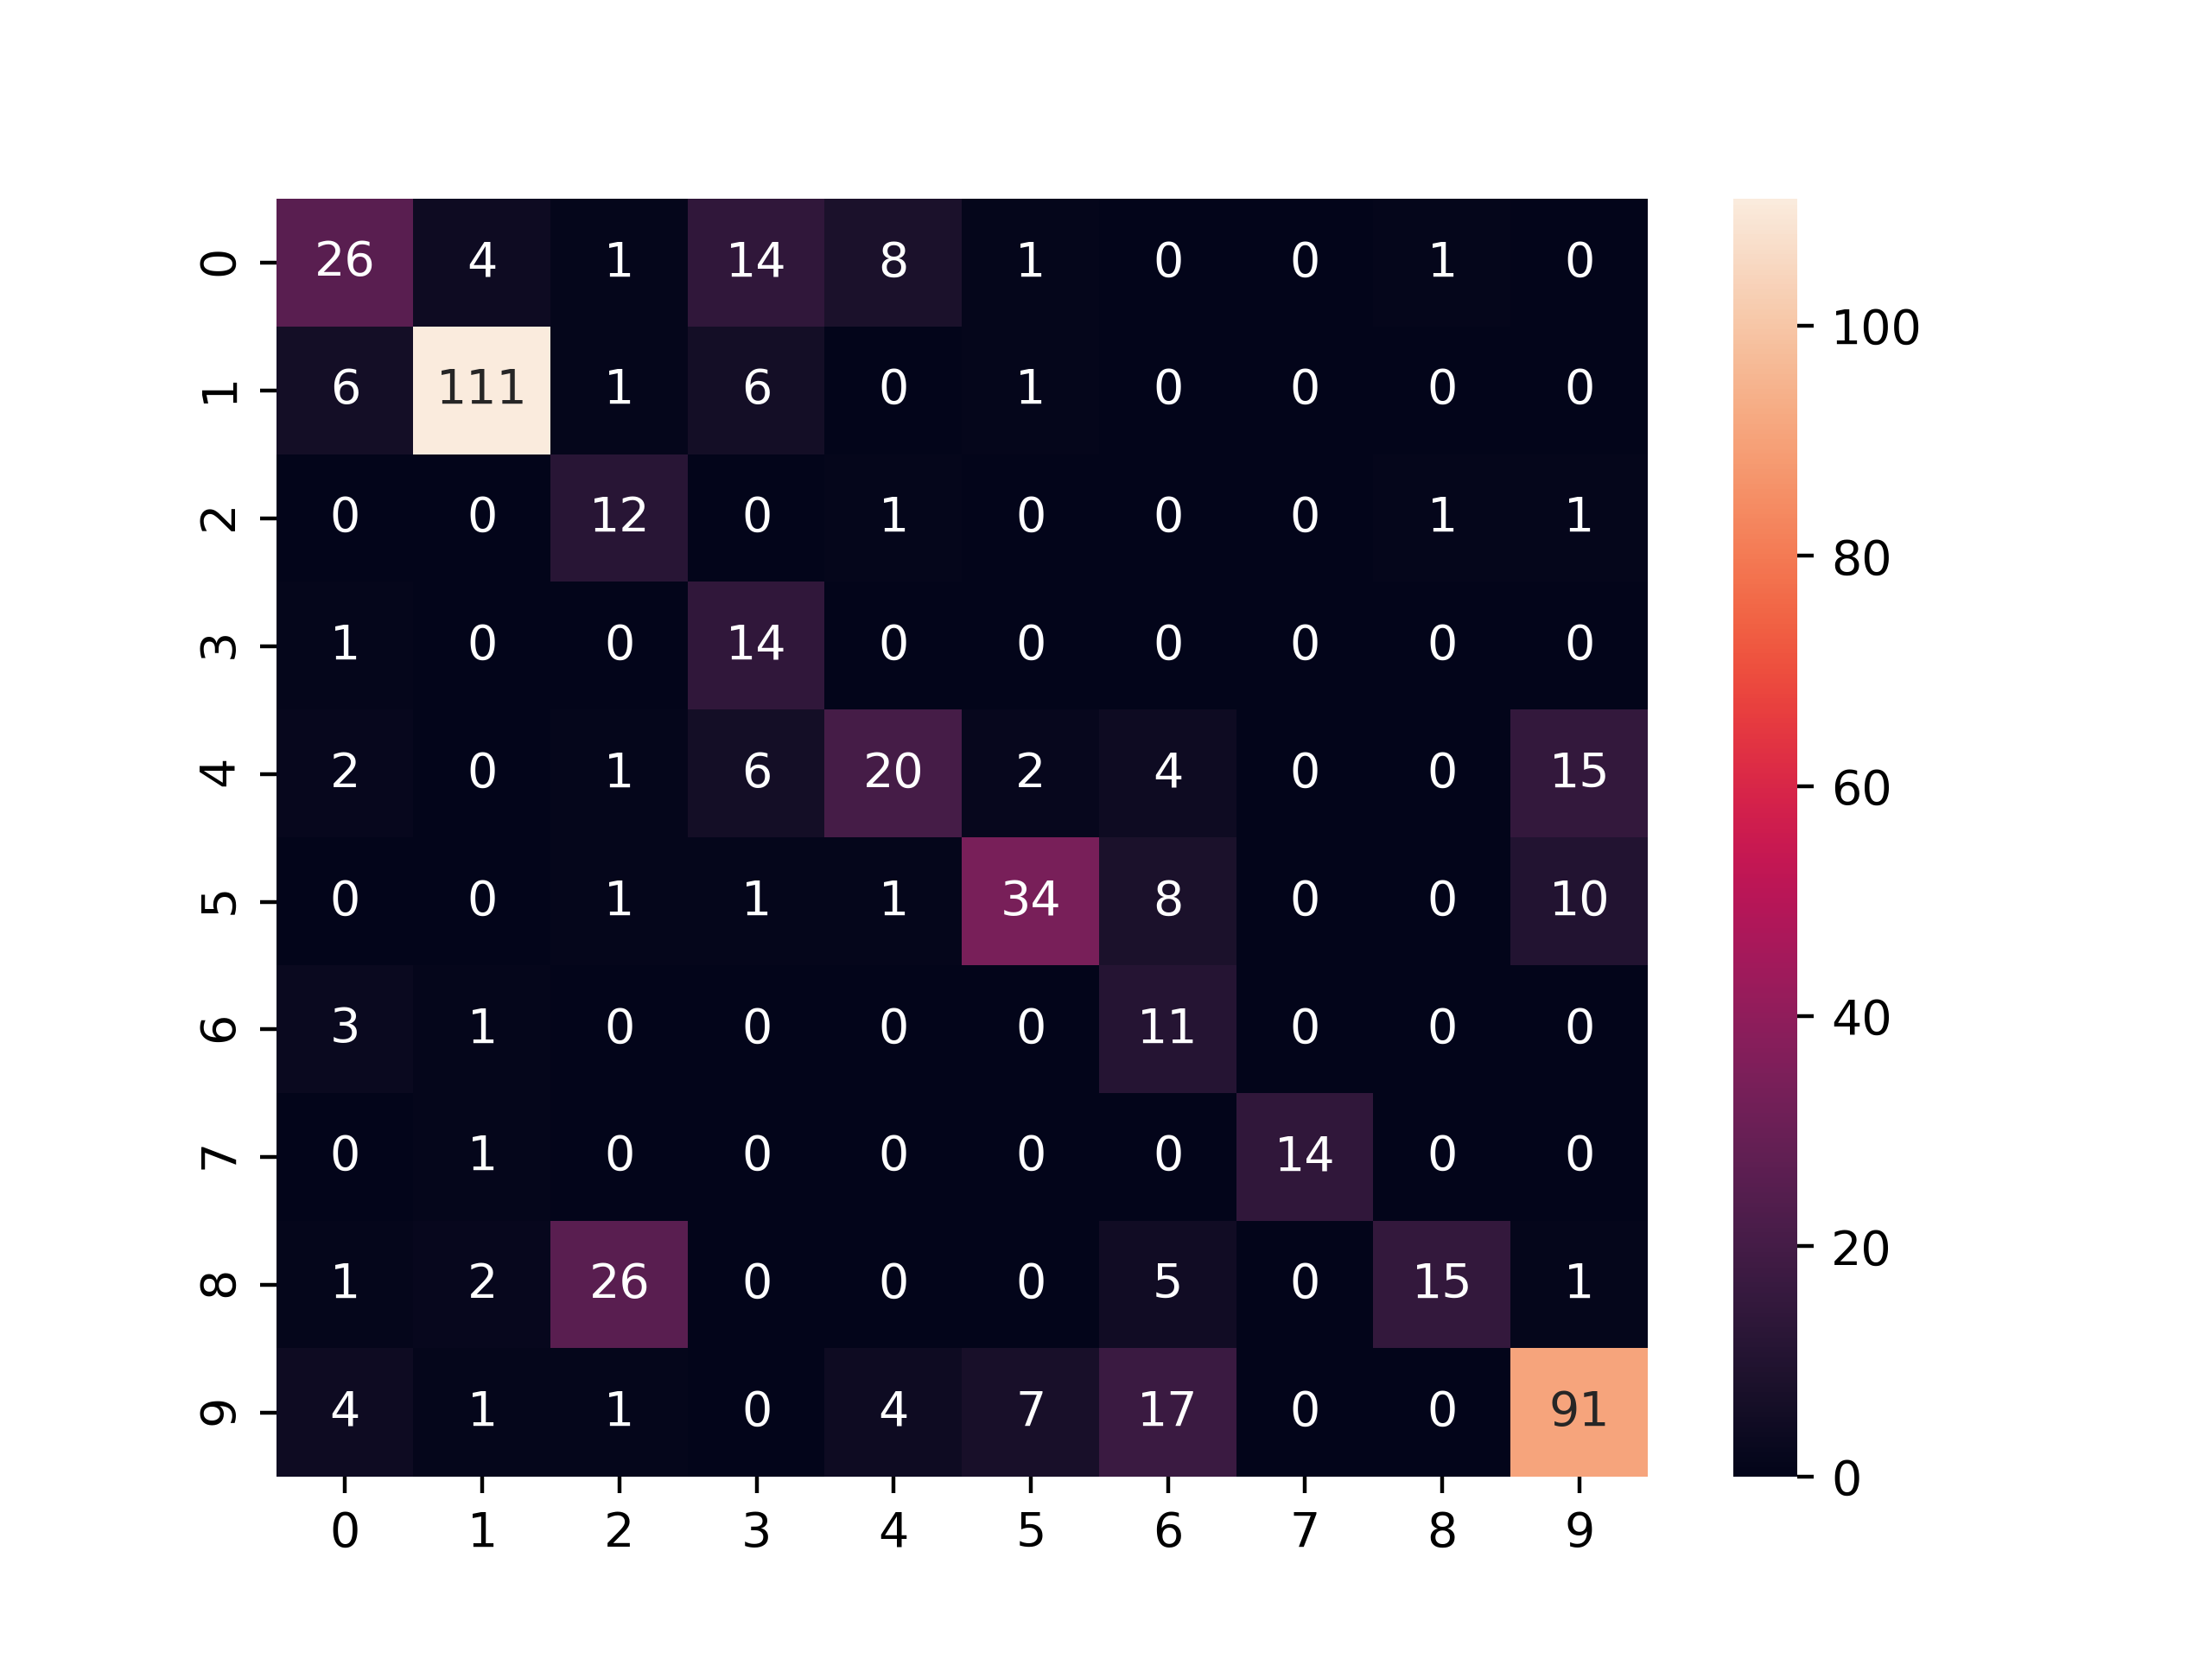 0 26 4 1 14 8 1 0 0 1 0
1 6 111 1 6 0 1 0 0 0 0
2 0 0 12 0 1 0 0 0 1 1
3 1 0 0 14 0 0 0 0 0 0
4 2 0 1 6 20 2 4 0 0 15
5 0 0 1 1 1 34 8 0 0 10
6 3 1 0 0 0 0 11 0 0 0
7 0 1 0 0 0 0 0 14 0 0
8 1 2 26 0 0 0 5 0 15 1
9 4 1 1 0 4 7 17 0 0 91
0 1 2 3 4 5 6 7 8 9
100
80
60
40
20
0